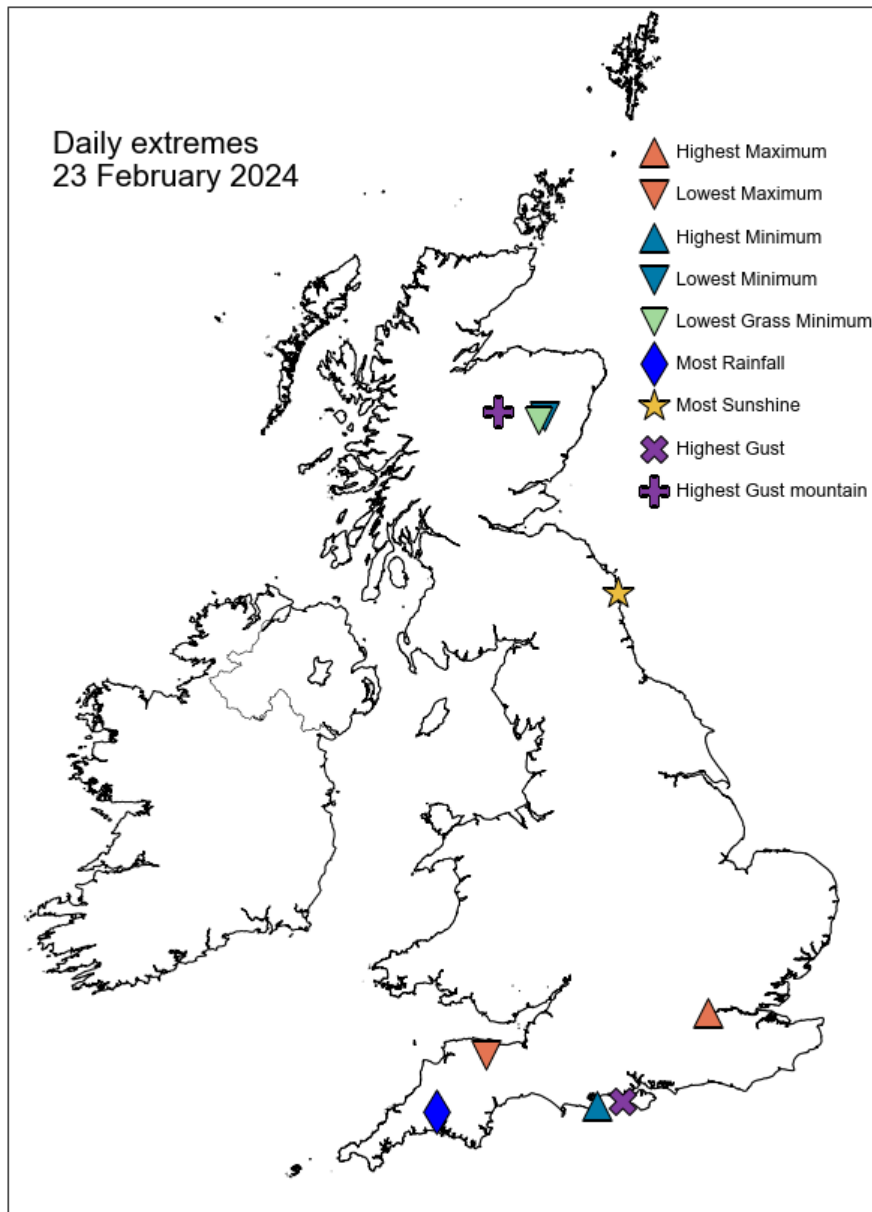 Daily extremes
23 February 2024
Highest Maximum
Lowest Maximum
Highest Minimum
Lowest Minimum
Lowest Grass Minimum
Most Rainfall
Most Sunshine
Highest Gust
Highest Gust mountain